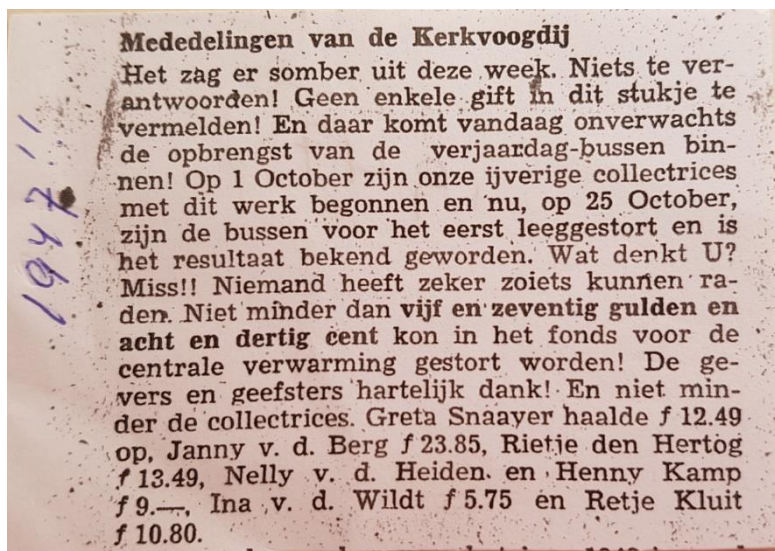 Mededelingen van de Kerkvoogdij
Het zag er somber uit deze week. Niets te ver-
antwoorden! Geen enkele gift in dit stukje te
vermelden! En daar komt vandaag onverwachts
de opbrengst van de verjaardag-bussen bin-
nen! Op 1 October zijn onze ijverige collectrices
met dit werk begonnen en nu, op 25 October,
zijn de bussen voor het eerst leeggestort en is
het resultaat bekend geworden. Wat denkt U?
Miss!! Niemand heeft zeker zoiets kunnen ra-
den. Niet minder dan vijf en zeventig gulden en
acht en dertig cent kon in het fonds voor de
centrale verwarming gestort worden! De ge-
vers en geefsters hartelijk dank! En niet min-
der de collectrices. Greta Snaayer haalde f 12.49
op, Janny v. d. Berg f 23.85, Rietje den Hertog
f 13.49, Nelly v. d. Heiden en Henny Kamp
f 9.—, Ina v. d. Wildt f 5.75 en Retje Kluit
f 10.80.
1947!!